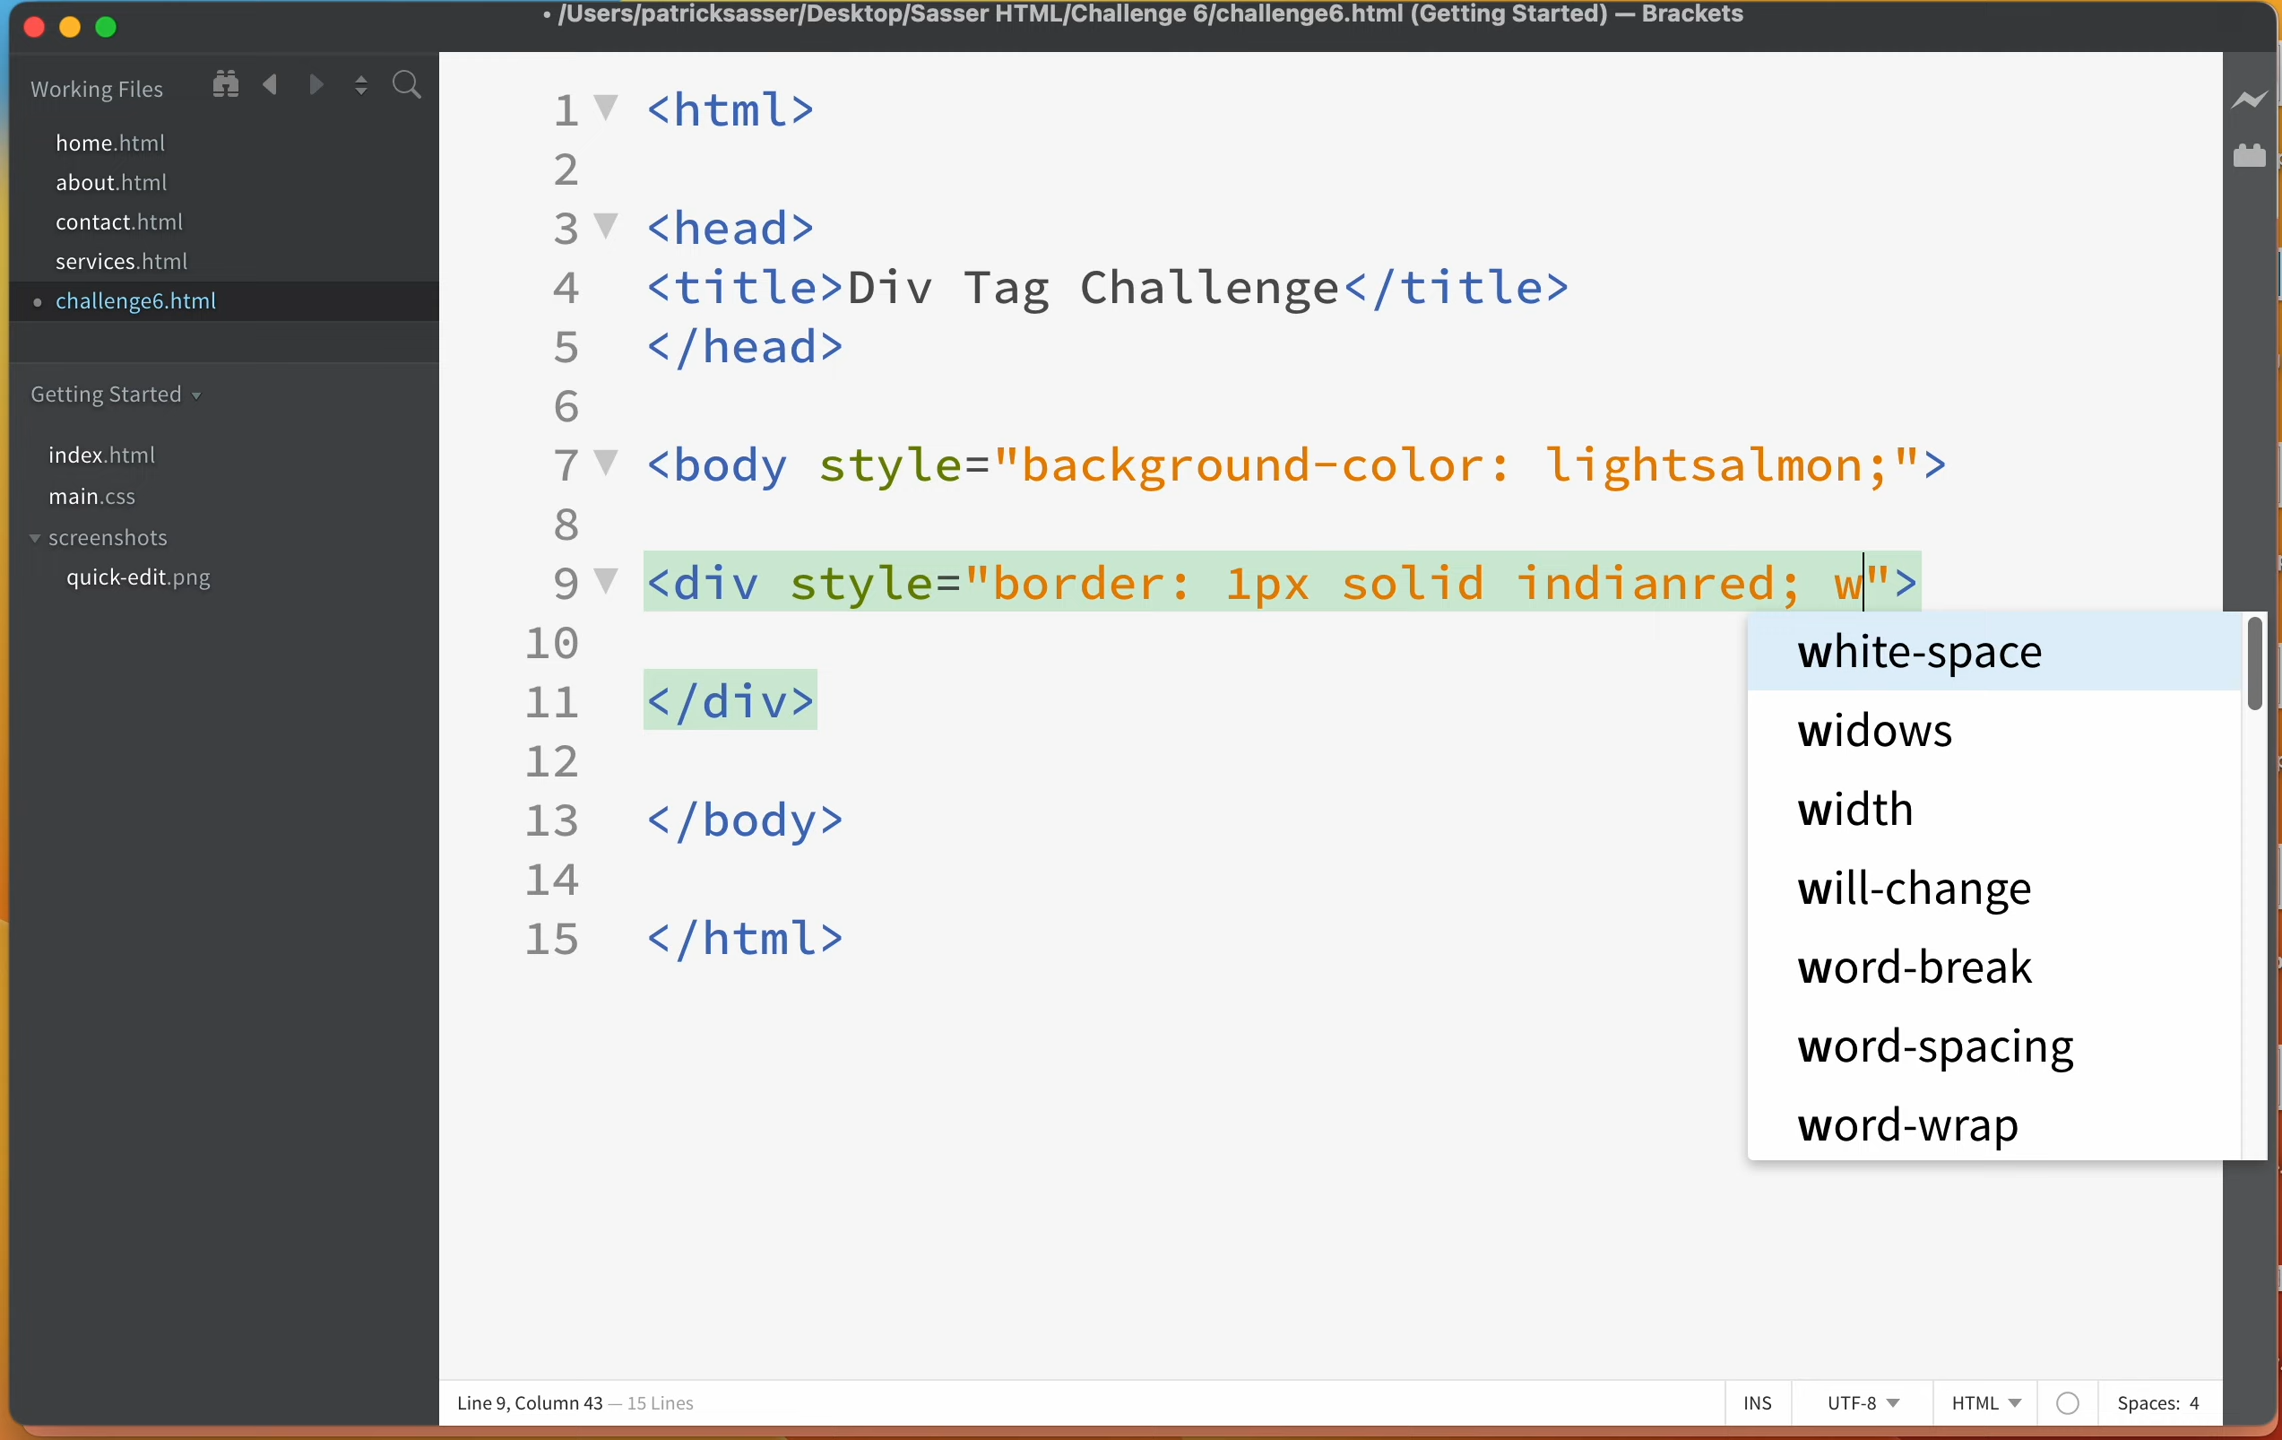 • /Users/patricksasser/Desktop/Sasser HTML/Challenge 6/challenge6.html (Getting Started) — Brackets
Working Files
home.html
about.html
contact.html
services.html
• challenge6.html
Getting Started
index.html
main.css
screenshots
quick-edit.png
1 <html>
2
3 <head>
4 <title>Div Tag Challenge</title>
5 </head>
6
7 <body style="background-color: lightsalmon;">
8
9 <div style="border: 1px solid indianred; w">
10
11 </div>
12
13 </body>
14
15 </html>
white-space
widows
width
will-change
word-break
word-spacing
word-wrap
Line 9, Column 43 — 15 Lines
INS
UTF-8
HTML
Spaces: 4